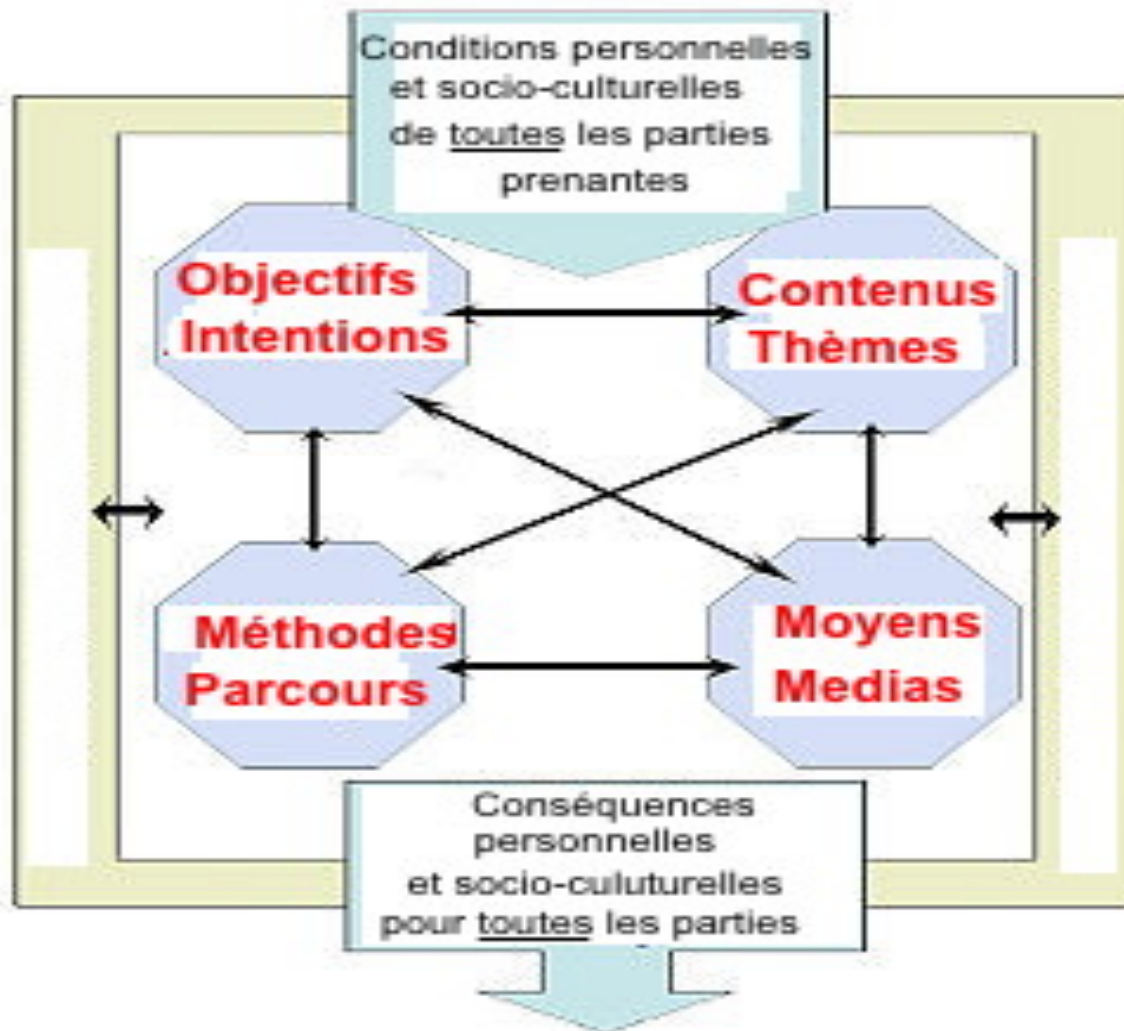 Conditions personnelles
et socio-culturelles
de toutes les parties
prenantes
Objectifs
Intentions
Contenus
Thèmes
Méthodes
Parcours
Moyens
Medias
Conséquences
personnelles
et socio-culuturelles
pour toutes les parties